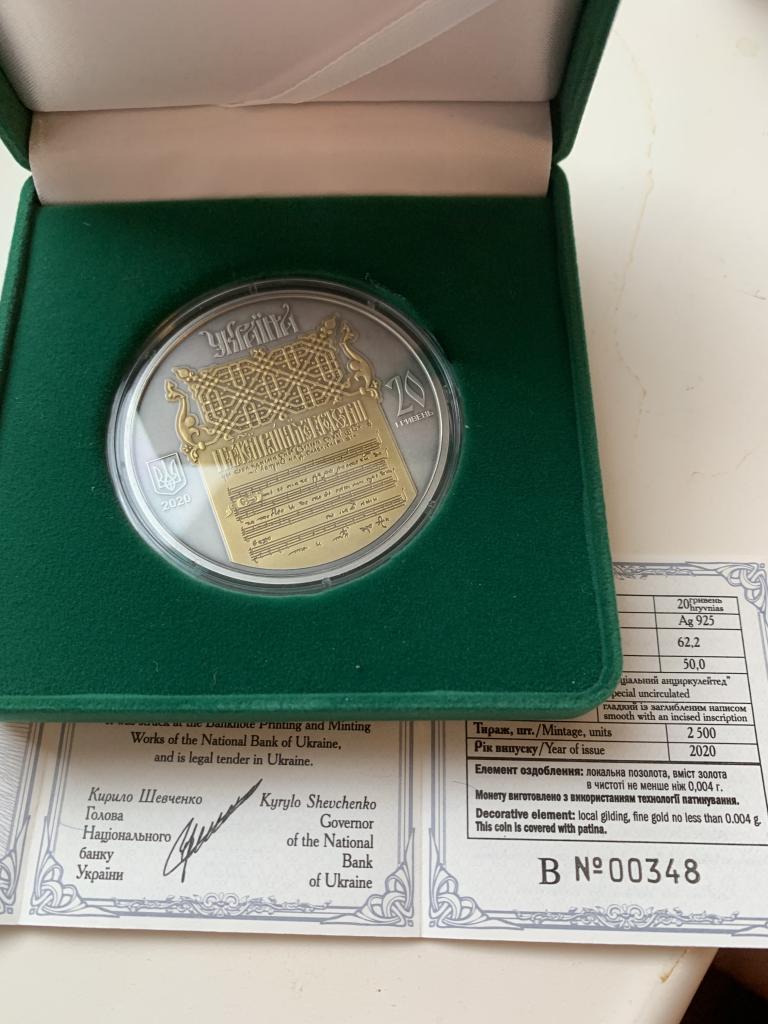 УКРАЇНА
20
ГРИВЕНЬ
2020
It was struck at the Banknote Printing and Minting
Works of the National Bank of Ukraine,
and is legal tender in Ukraine.
Кирило Шевченко
Голова
Національного
банку
України
Kyrylo Shevchenko
Governor
of the National
Bank
of Ukraine
20 гривень
hryvnias
Ag 925
62,2
50,0
анциркулейтед"
special uncirculated
гладкий із заглибленим написом
smooth with an incised inscription
Тираж, шт./Mintage, units 2 500
Рік випуску/Year of issue 2020
Елемент оздоблення: локальна позолота, вміст золота
в чистоті не менше ніж 0,004 г.
Монету виготовлено з використанням технології патинування.
Decorative element: local gilding, fine gold no less than 0.004 g.
This coin is covered with patina.
В №00348